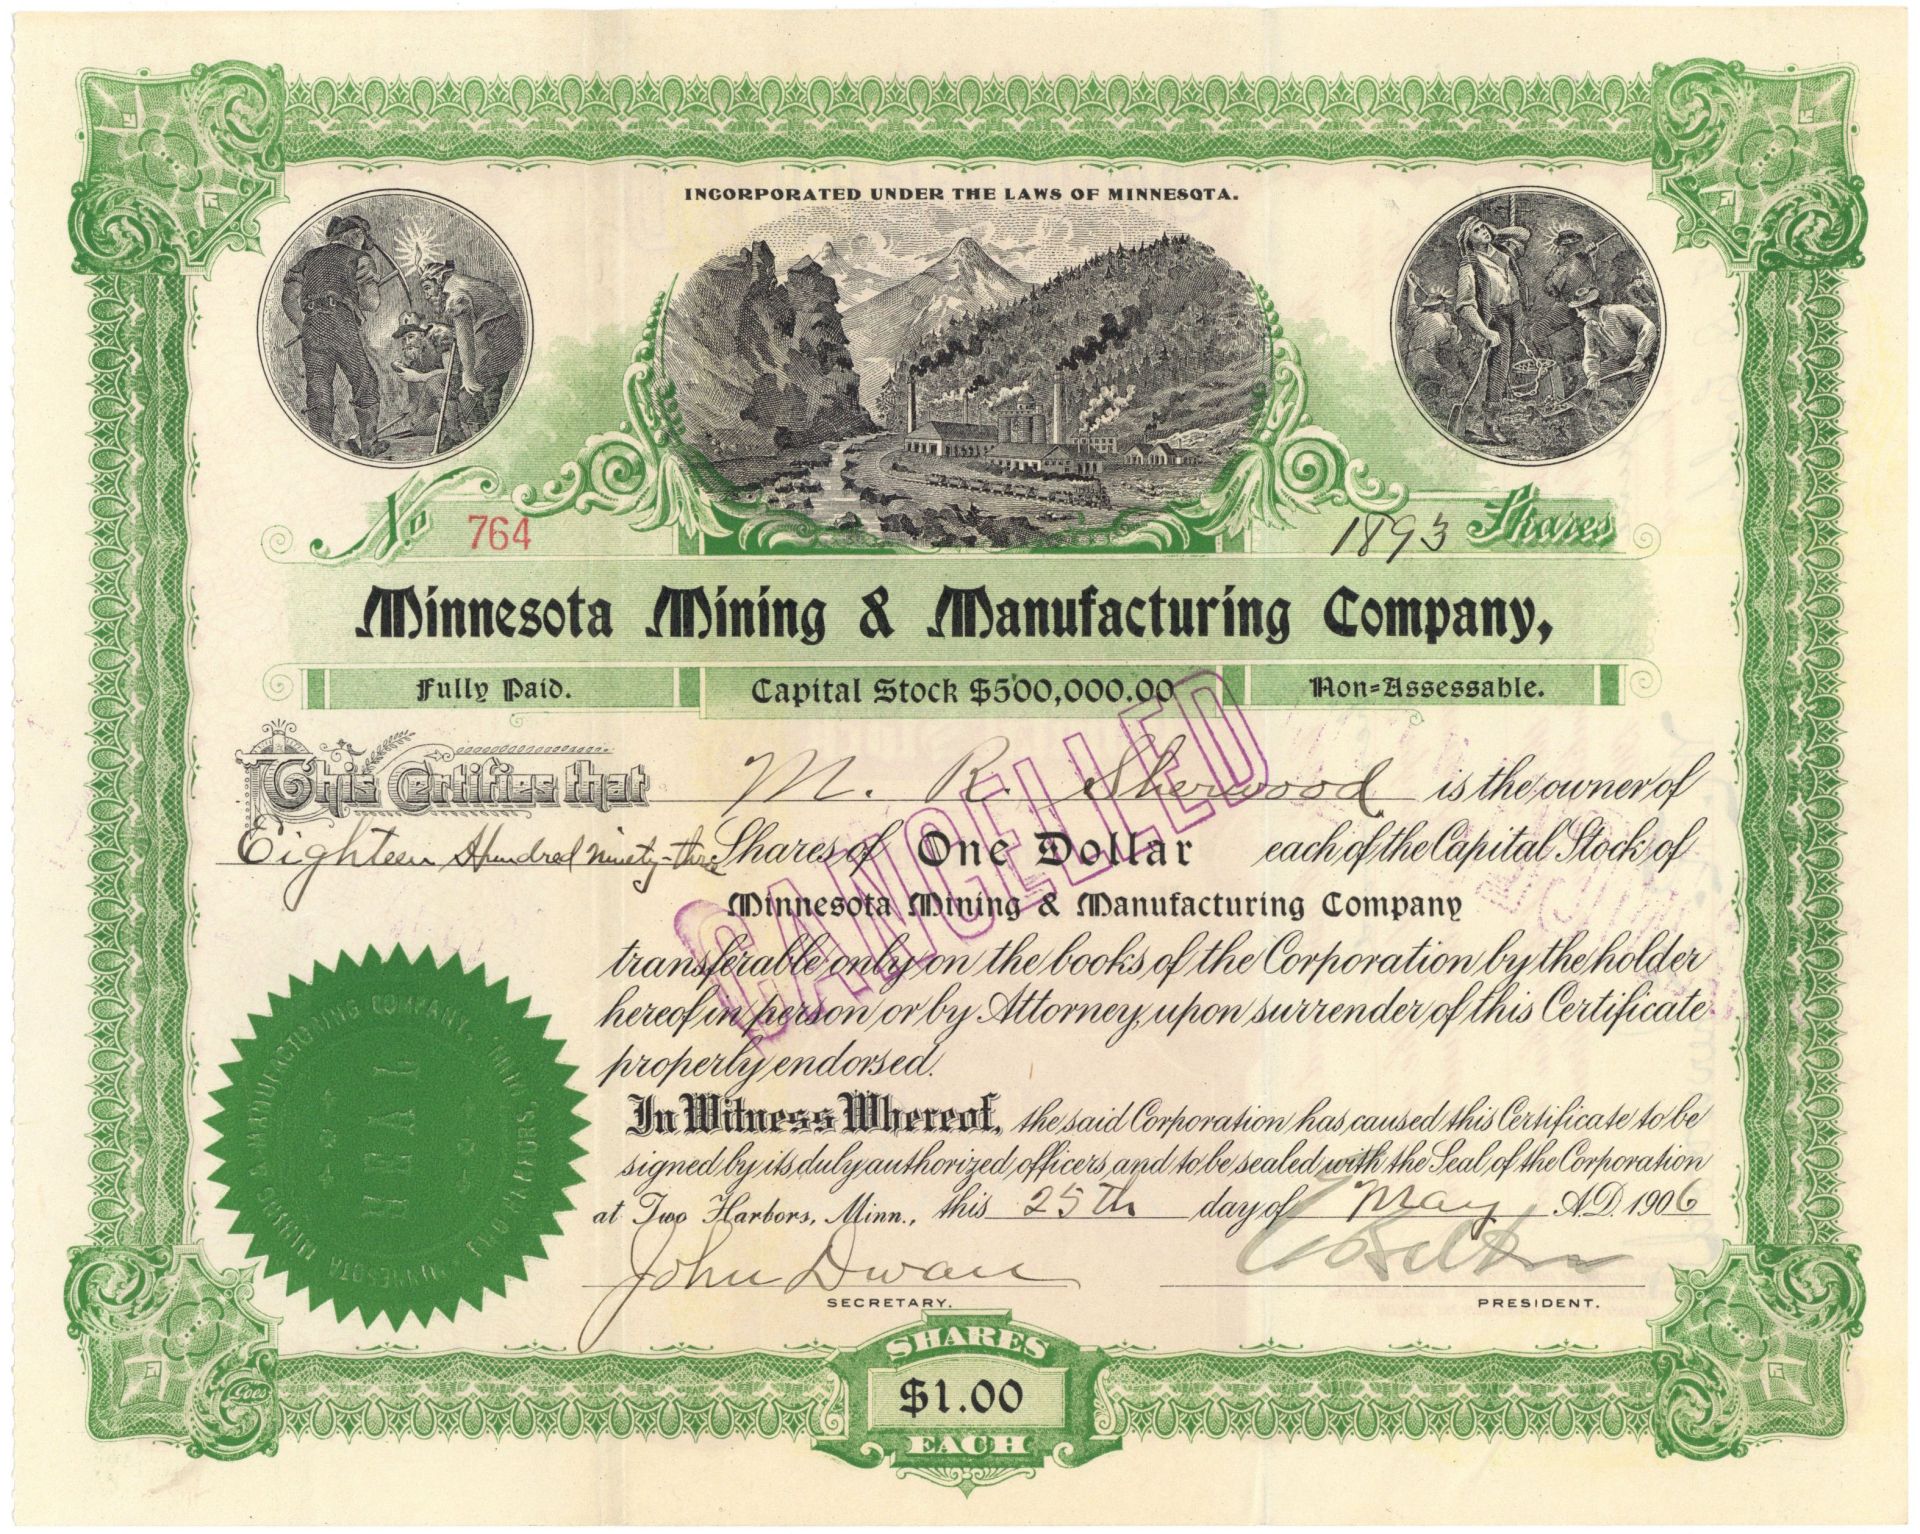 INCORPORATED UNDER THE LAWS OF MINNESOTA.
No. 764
1893 Shares
Minnesota Mining & Manufacturing Company,
Fully Paid.
Capital Stock $500,000.00
Non-Assessable.
This Certifies that M. R. Sherwood is the owner of
Eighteen Hundred ninety-three Shares of One Dollar each of the Capital Stock of
Minnesota Mining & Manufacturing Company
transferable only on the books of the Corporation by the holder
hereof in person or by Attorney, upon surrender of this Certificate
properly endorsed.
CANCELLED
In Witness Whereof, the said Corporation has caused this Certificate to be
signed by its duly authorized officers and to be sealed with the Seal of the Corporation
at Two Harbors, Minn., this 25th day of May A.D. 1906
John Dwan
SECRETARY.
PRESIDENT.
MINNESOTA MINING & MANUFACTURING COMPANY,
SEAL
SHARES
$1.00
EACH
Goes